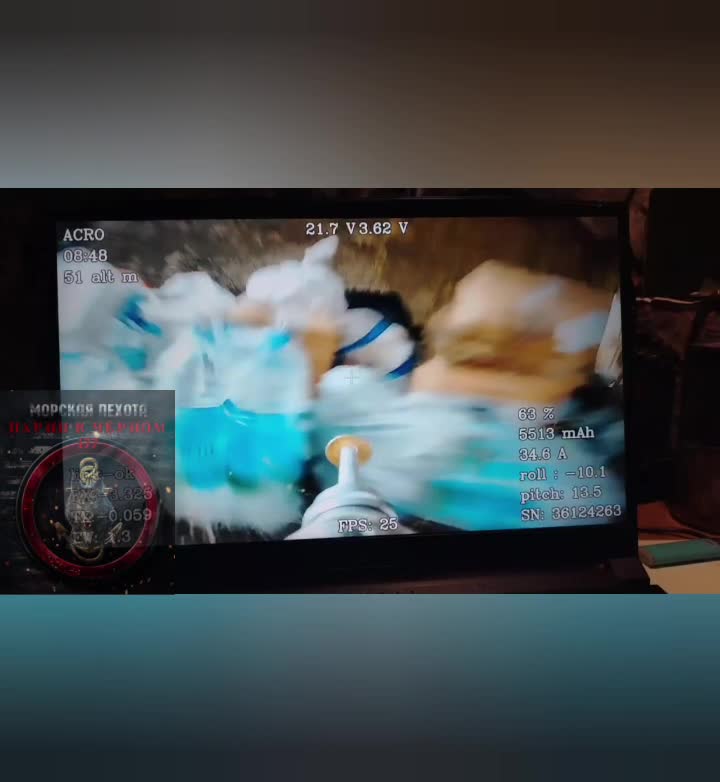 ACRO
08:48
51 alt m
21.7 V 3.62 V
МОРСКАЯ ПЕХОТА
63 %
5513 mAh
34.6 A
roll : -10.1
pitch: 13.5
SN: 36124263
FPS: 25